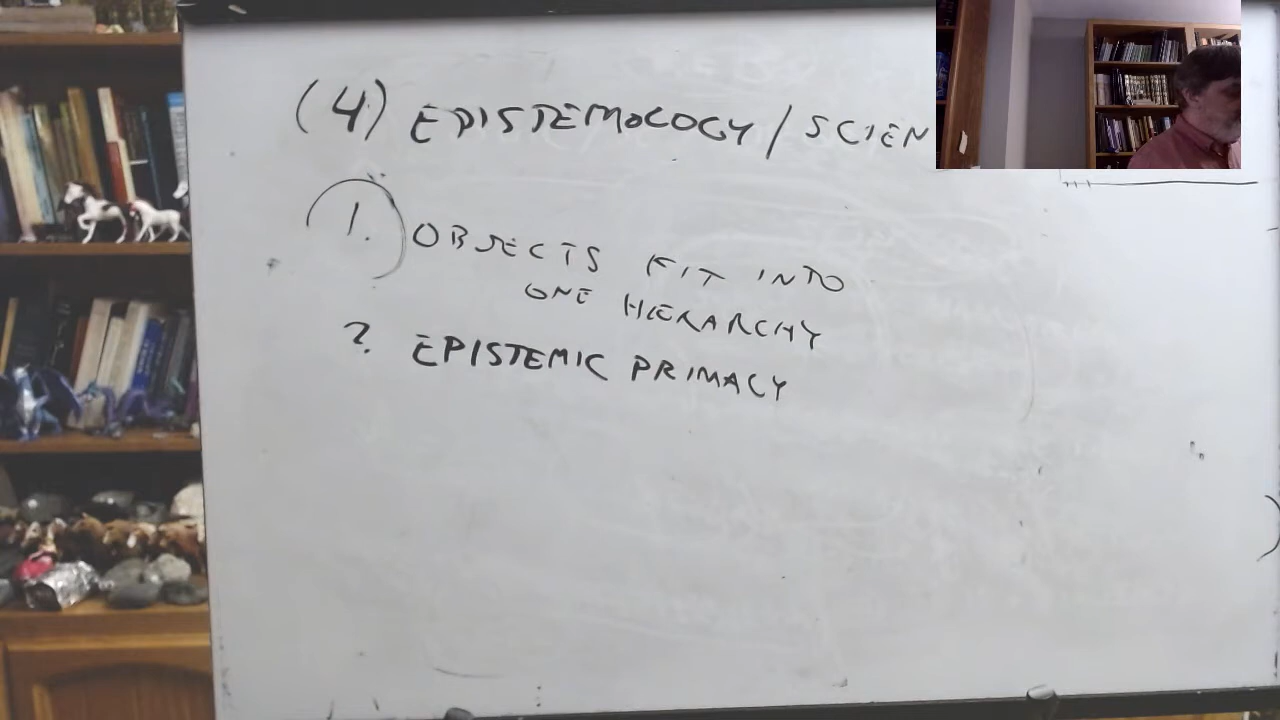 (4) EPISTEMOLOGY / SCIEN
1. OBJECTS FIT INTO
ONE HIERARCHY
2. EPISTEMIC PRIMACY